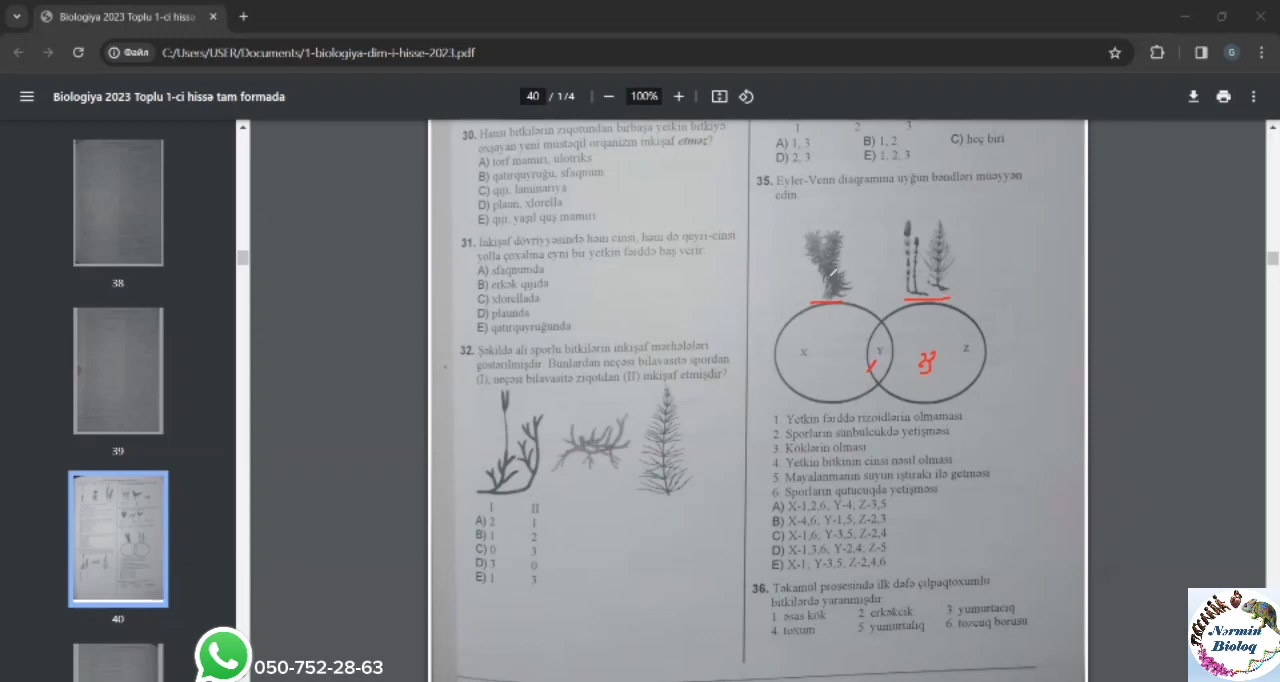 Biologiya 2023 Toplu 1-ci hissə
Файл
C:/Users/USER/Documents/1-biologiya-dim-i-hisse-2023.pdf
G
Biologiya 2023 Toplu 1-ci hissə tam formada
40 / 174
100%
38
39
40
30. Hansı bitkilərin ziqotundan birbaşa yetkin bitkiyə
oxşayan yeni müstəqil orqanizm inkişaf etməz?
A) torf mamırı, ulotriks
B) qatırquyruğu, sfaqnum
C) qıjı, laminariya
D) plaun, xlorella
E) qıjı, yaşıl quş mamırı
31. İnkişaf dövriyyəsində həm cinsi, həm də qeyri-cinsi
yolla çoxalma eyni bir yetkin fərddə baş verir:
A) sfaqnumda
B) erkək qıjıda
C) xlorellada
D) plaunda
E) qatırquyruğunda
32. Şəkildə ali sporlu bitkilərin inkişaf mərhələləri
göstərilmişdir. Bunlardan neçəsi bilavasitə spordan
(I), neçəsi bilavasitə ziqotdan (II) inkişaf etmişdir?
I II
A) 2 1
B) 1 2
C) 0 3
D) 3 0
E) 1 3
1 2 3
A) 1, 3 B) 1, 2 C) heç biri
D) 2, 3 E) 1, 2, 3
35. Eyler-Venn diaqramına uyğun bəndləri müəyyən
edin.
X Y Z
1. Yetkin fərddə rizoidlərin olmaması
2. Sporların sünbülcükdə yetişməsi
3. Köklərin olması
4. Yetkin bitkinin cinsi nəsil olması
5. Mayalanmanın suyun iştirakı ilə getməsi
6. Sporların qutucuqda yetişməsi
A) X-1,2,6, Y-4, Z-3,5
B) X-4,6, Y-1,5, Z-2,3
C) X-1,6, Y-3,5, Z-2,4
D) X-1,3,6, Y-2,4, Z-5
E) X-1, Y-3,5, Z-2,4,6
36. Təkamül prosesində ilk dəfə çılpaqtoxumlu
bitkilərdə yaranmışdır:
1. əsas kök 2. erkəkcik 3. yumurtacıq
4. toxum 5. yumurtalıq 6. tozcuq borusu
050-752-28-63
Nərmin
Bioloq